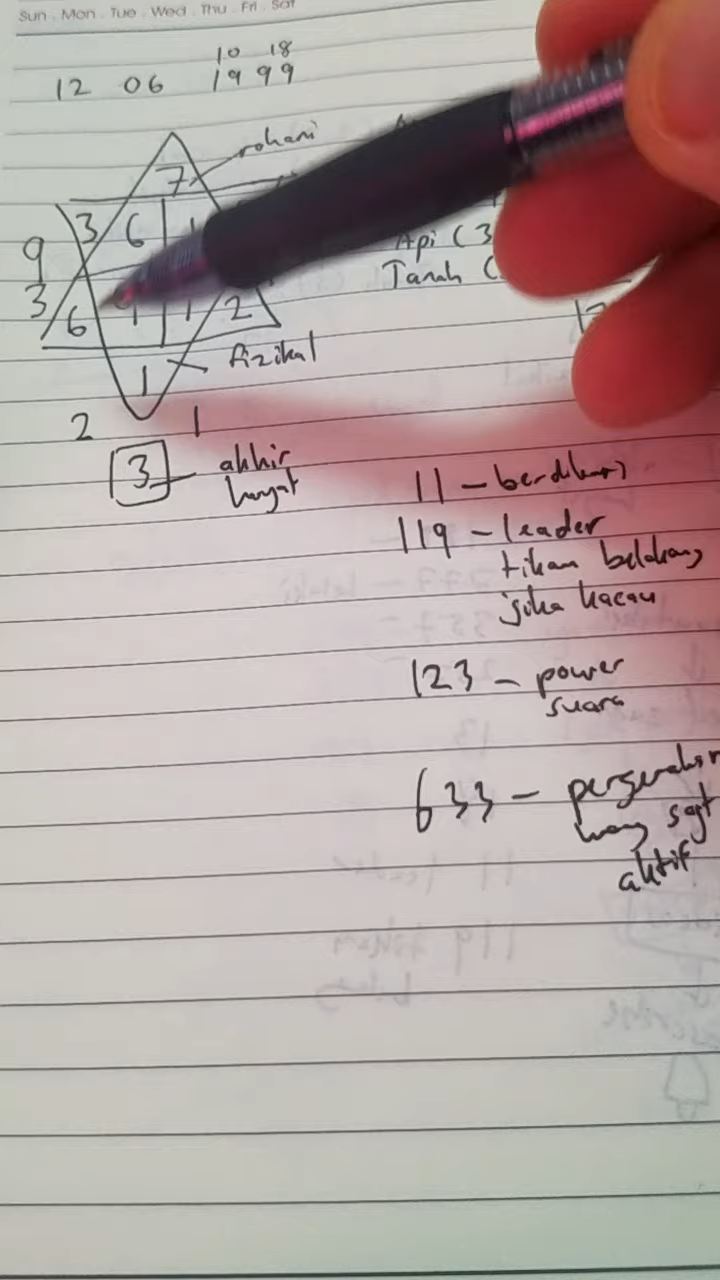 Sun . Mon . Tue . Wed . Thu . Fri . Sat
10 18
12 06 1999
rohani
7
3 6 1
9
Api (3
Tanah (
3
6 1 2
fizikal
1
2 1
3 akhir
hayat
11 - berdikari
119 - leader
tikam belakang
jika kacau
123 - power
suara
633 - pergerakan
yang sgt
aktif